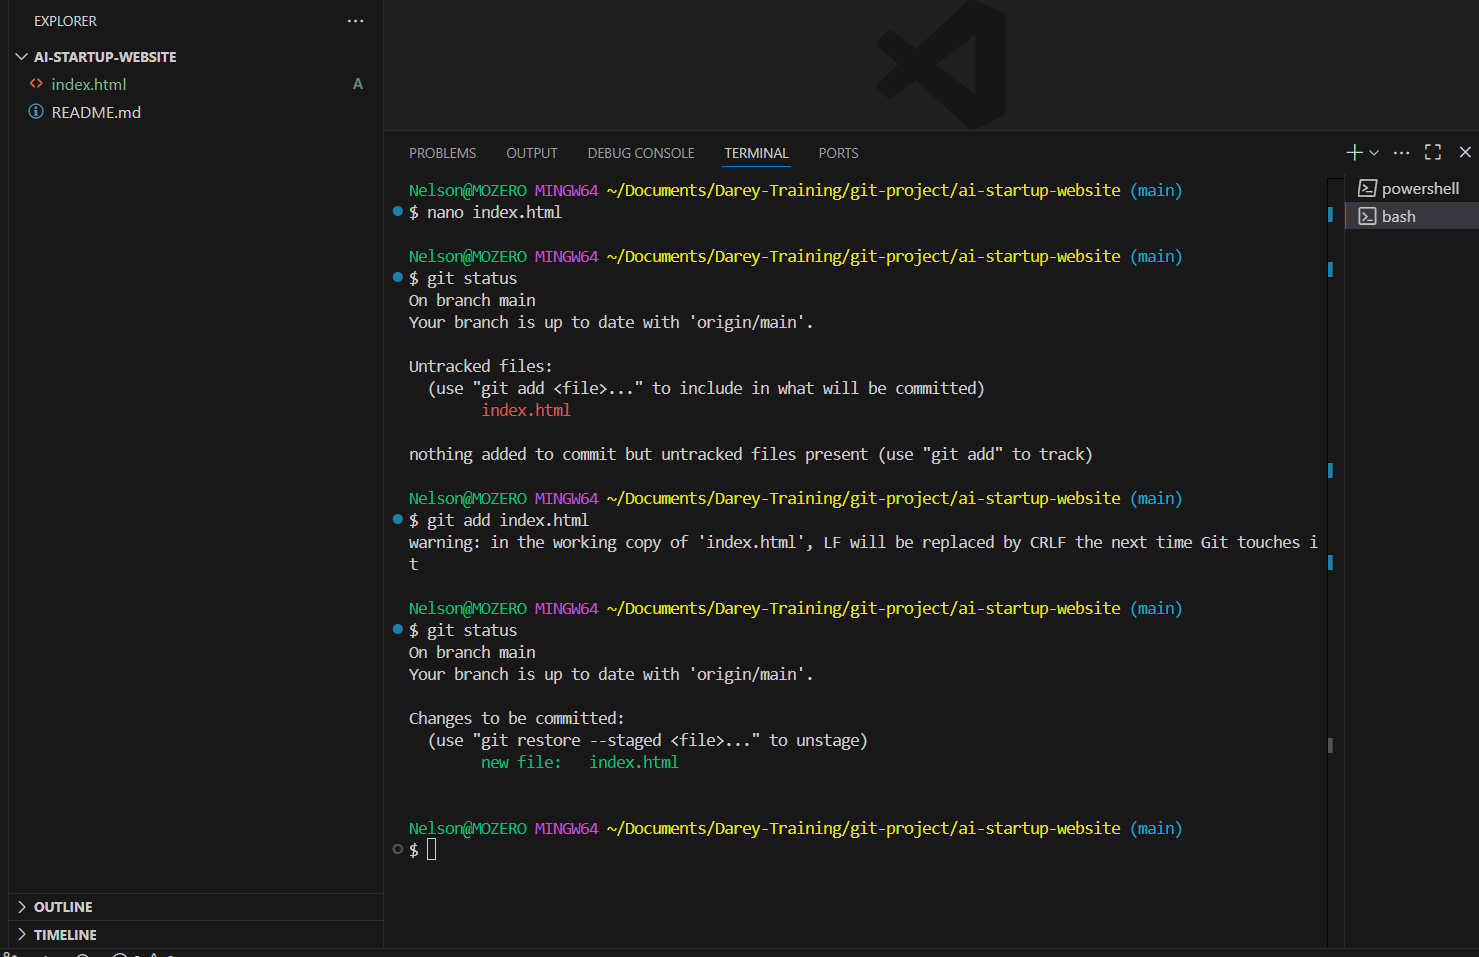 EXPLORER
AI-STARTUP-WEBSITE
index.html A
README.md
OUTLINE
TIMELINE
PROBLEMS OUTPUT DEBUG CONSOLE TERMINAL PORTS
powershell
bash
Nelson@MOZERO MINGW64 ~/Documents/Darey-Training/git-project/ai-startup-website (main)
$ nano index.html
Nelson@MOZERO MINGW64 ~/Documents/Darey-Training/git-project/ai-startup-website (main)
$ git status
On branch main
Your branch is up to date with 'origin/main'.
Untracked files:
(use "git add <file>..." to include in what will be committed)
index.html
nothing added to commit but untracked files present (use "git add" to track)
Nelson@MOZERO MINGW64 ~/Documents/Darey-Training/git-project/ai-startup-website (main)
$ git add index.html
warning: in the working copy of 'index.html', LF will be replaced by CRLF the next time Git touches i
t
Nelson@MOZERO MINGW64 ~/Documents/Darey-Training/git-project/ai-startup-website (main)
$ git status
On branch main
Your branch is up to date with 'origin/main'.
Changes to be committed:
(use "git restore --staged <file>..." to unstage)
new file:   index.html
Nelson@MOZERO MINGW64 ~/Documents/Darey-Training/git-project/ai-startup-website (main)
$